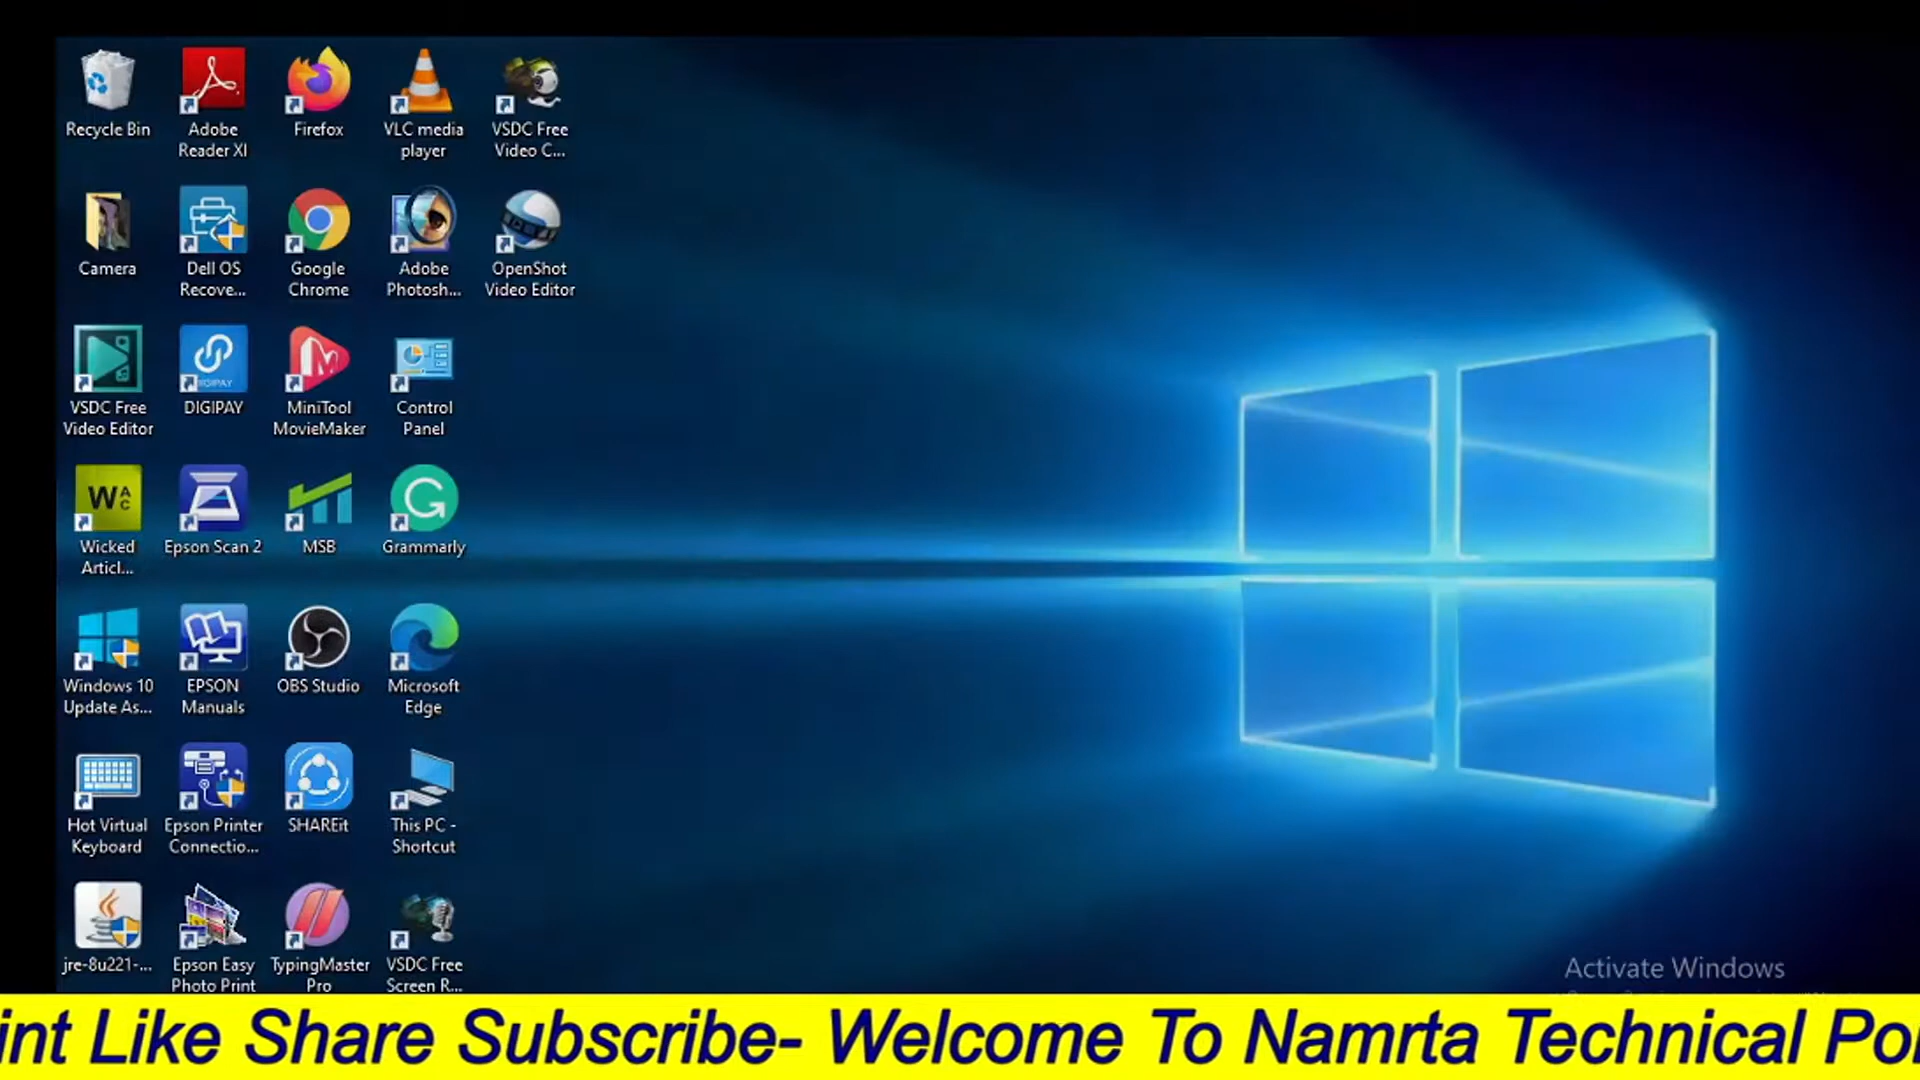 Recycle Bin
Adobe
Reader XI
Firefox
VLC media
player
VSDC Free
Video C...
Camera
Dell OS
Recove...
Google
Chrome
Adobe
Photosh...
OpenShot
Video Editor
VSDC Free
Video Editor
DIGIPAY
DIGIPAY
MiniTool
MovieMaker
Control
Panel
W A C
Wicked
Articl...
Epson Scan 2
MSB
Grammarly
Windows 10
Update As...
EPSON
Manuals
OBS Studio
Microsoft
Edge
Hot Virtual
Keyboard
Epson Printer
Connectio...
SHAREit
This PC -
Shortcut
jre-8u221-...
Epson Easy
Photo Print
TypingMaster
Pro
VSDC Free
Screen R...
Activate Windows
int Like Share Subscribe- Welcome To Namrta Technical Poi